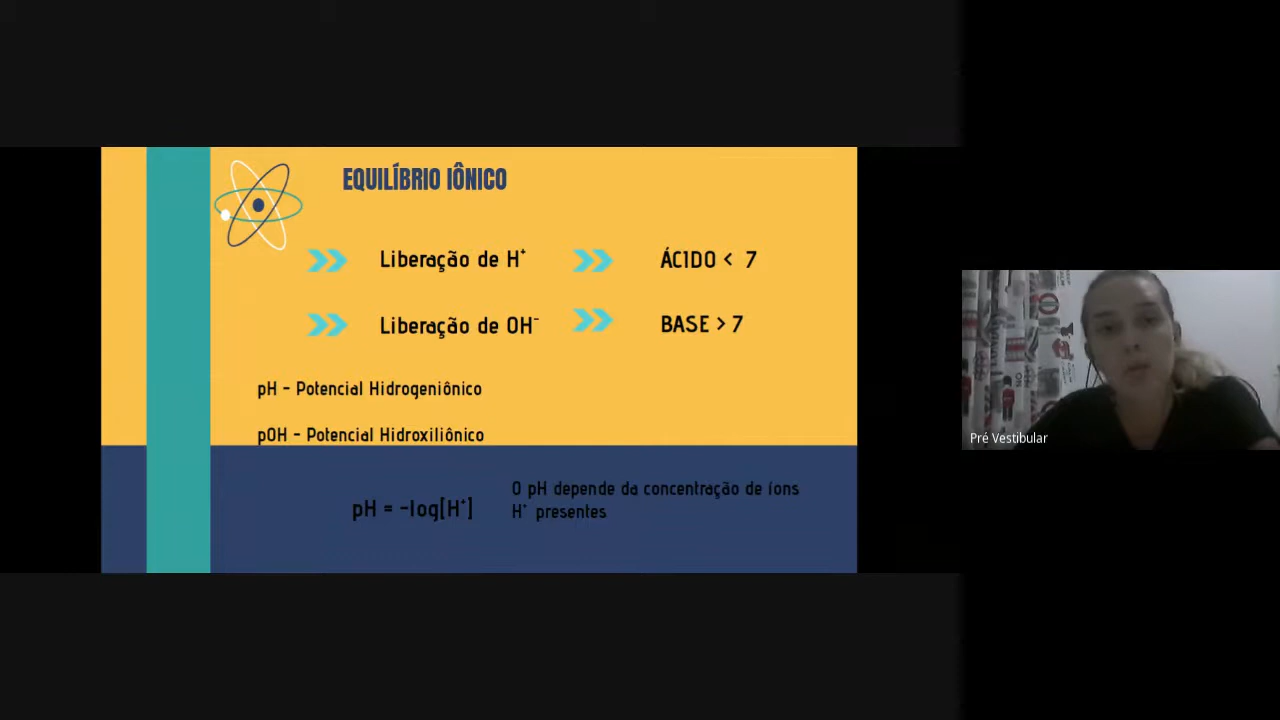 EQUILÍBRIO IÔNICO
Liberação de H⁺
ÁCIDO < 7
Liberação de OH⁻
BASE > 7
pH - Potencial Hidrogeniônico
pOH - Potencial Hidroxiliônico
pH = -log[H⁺]
O pH depende da concentração de íons
H⁺ presentes
Pré Vestibular